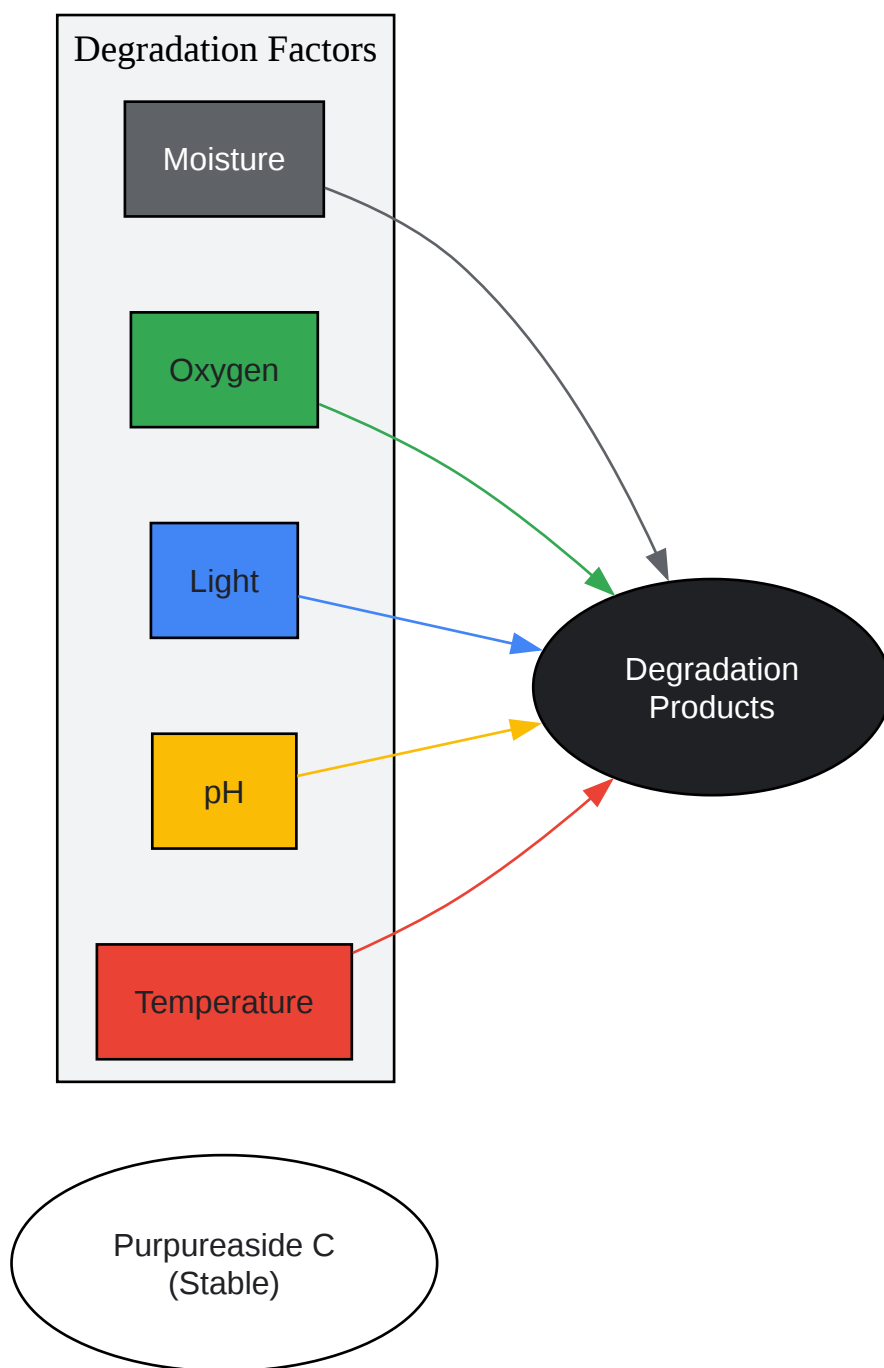 Degradation Factors
Moisture
Oxygen
Light
Degradation
Products
pH
Temperature
Purpureaside C
(Stable)